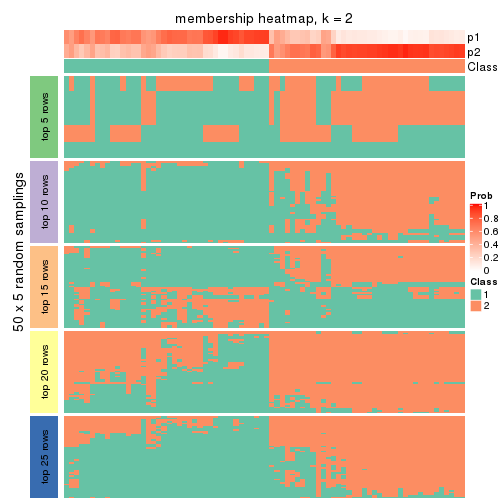 membership heatmap, k = 2
p1
p2
Class
50 x 5 random samplings
top 5 rows
top 10 rows
top 15 rows
top 20 rows
top 25 rows
Prob
1
0.8
0.6
0.4
0.2
0
Class
1
2